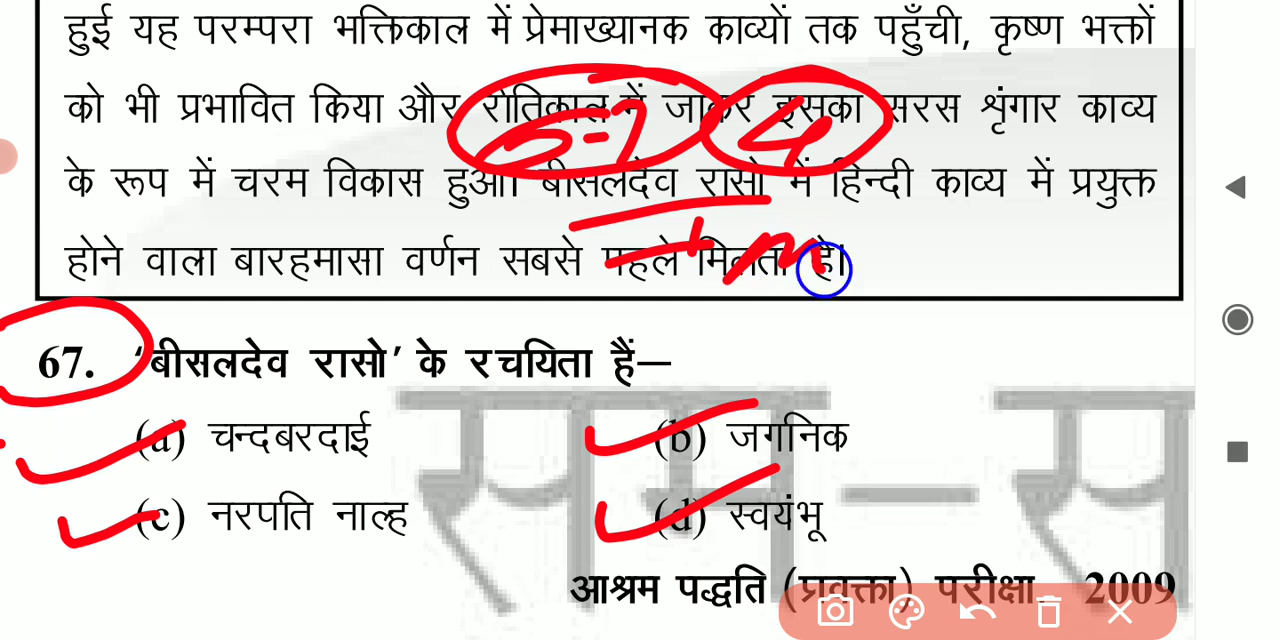 हुई यह परम्परा भक्तिकाल में प्रेमाख्यानक काव्यों तक पहुँची, कृष्ण भक्तों
को भी प्रभावित किया और रीतिकाल में जाकर इसका सरस शृंगार काव्य
के रूप में चरम विकास हुआ। बीसलदेव रासो में हिन्दी काव्य में प्रयुक्त
होने वाला बारहमासा वर्णन सबसे पहले मिलता है।
67. 'बीसलदेव रासो' के रचयिता हैं—
(a) चन्दबरदाई (b) जगनिक
(c) नरपति नाल्ह (d) स्वयंभू
आश्रम पद्धति (प्रवक्ता) परीक्षा 2009